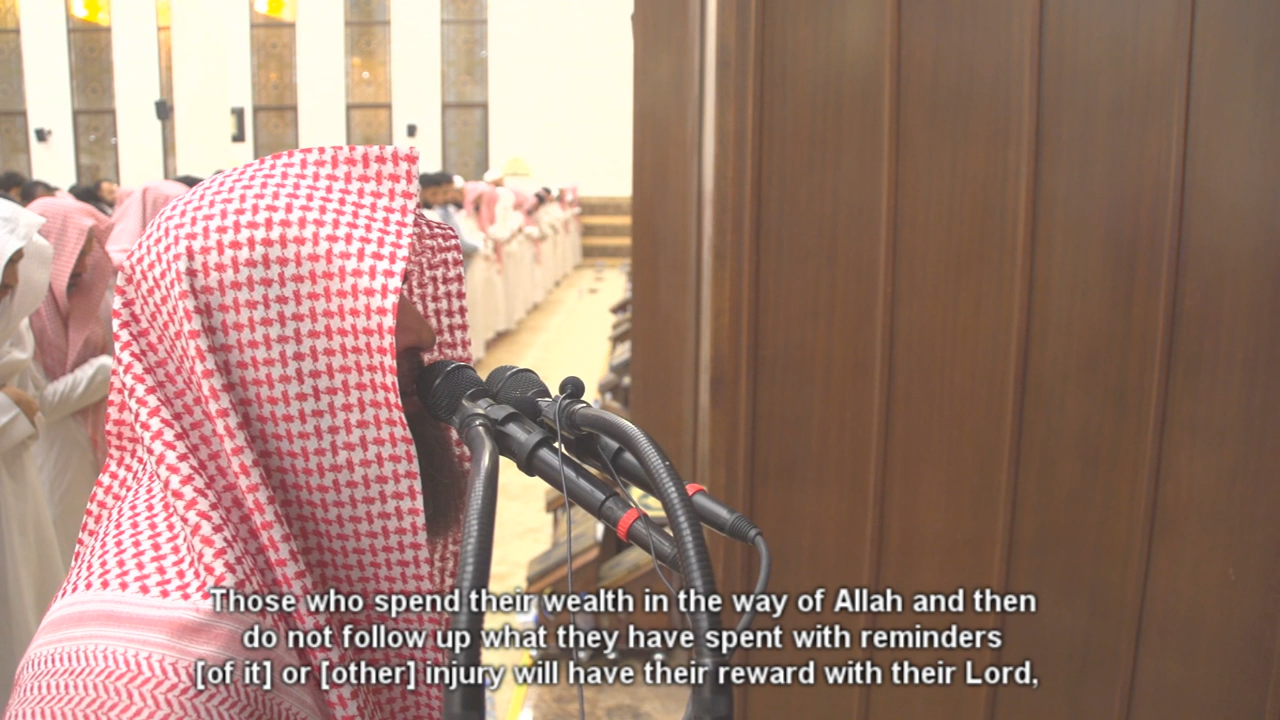 Those who spend their wealth in the way of Allah and then
do not follow up what they have spent with reminders
[of it] or [other] injury will have their reward with their Lord,